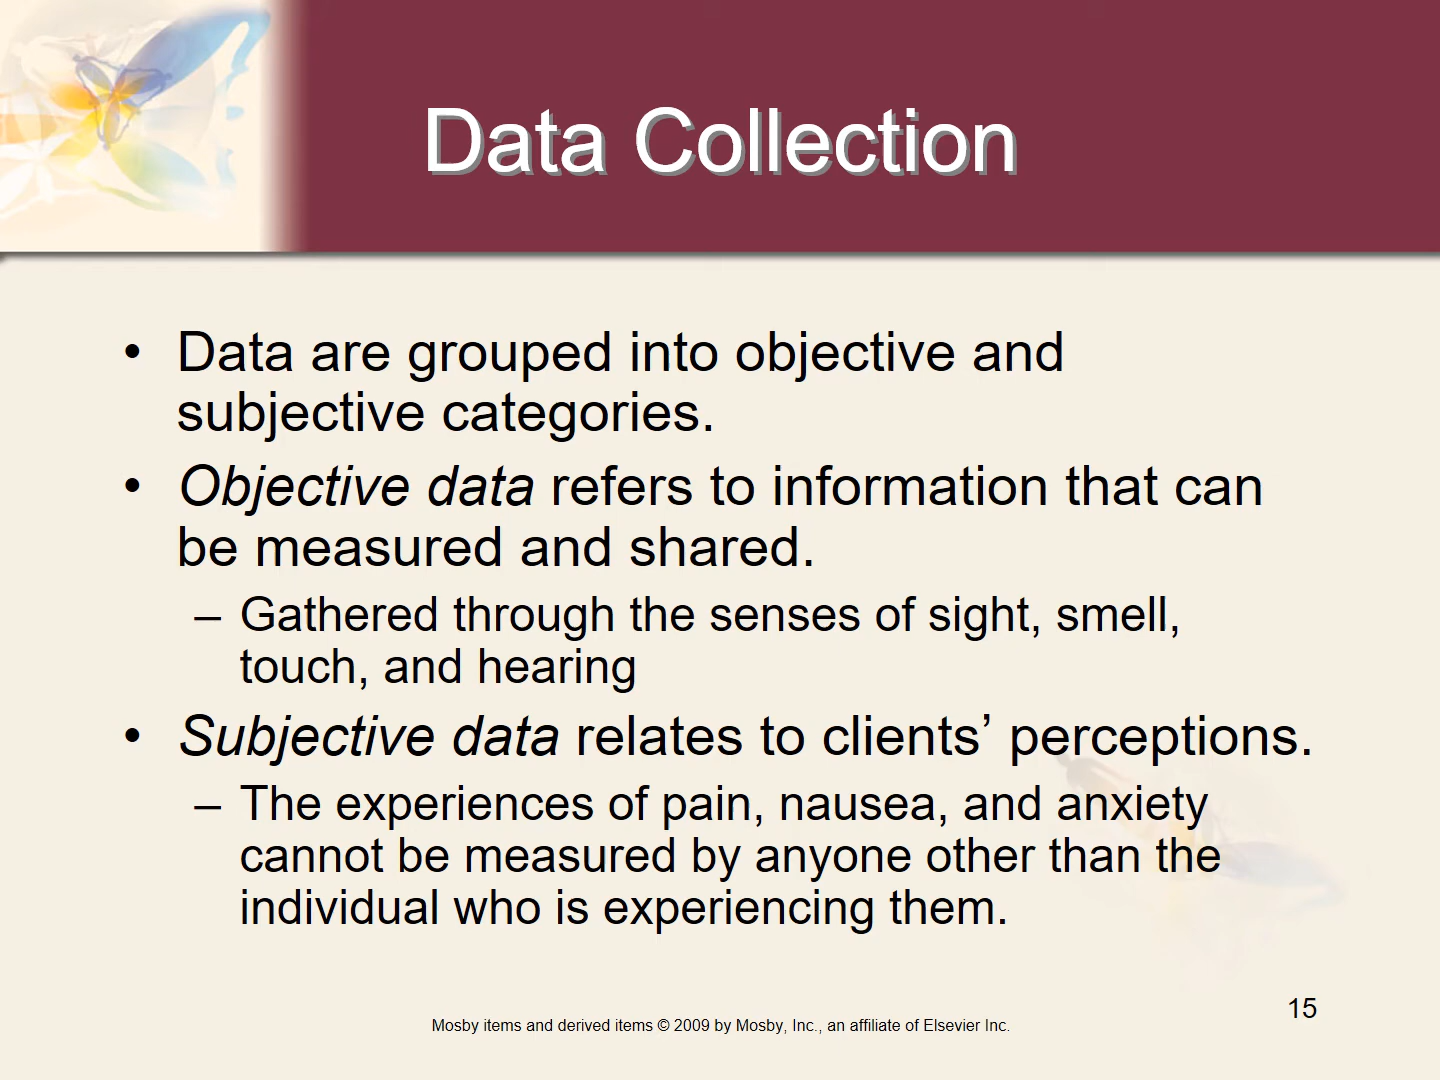 Data Collection
• Data are grouped into objective and
subjective categories.
• Objective data refers to information that can
be measured and shared.
– Gathered through the senses of sight, smell,
touch, and hearing
• Subjective data relates to clients’ perceptions.
– The experiences of pain, nausea, and anxiety
cannot be measured by anyone other than the
individual who is experiencing them.
15
Mosby items and derived items © 2009 by Mosby, Inc., an affiliate of Elsevier Inc.